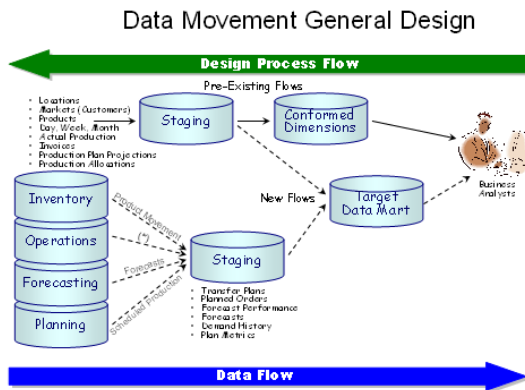 Data Movement General Design
Design Process Flow
Pre-Existing Flows
• Locations
• Markets (Customers)
• Products
• Day, Week, Month
• Actual Production
• Invoices
• Production Plan Projections
• Production Allocations
Staging
Conformed
Dimensions
Business
Analysts
New Flows
Target
Data Mart
Inventory
Operations
Forecasting
Planning
Product Movement
(*)
Forecasts
Scheduled Production
Staging
• Transfer Plans
• Planned Orders
• Forecast Performance
• Forecasts
• Demand History
• Plan Metrics
Data Flow